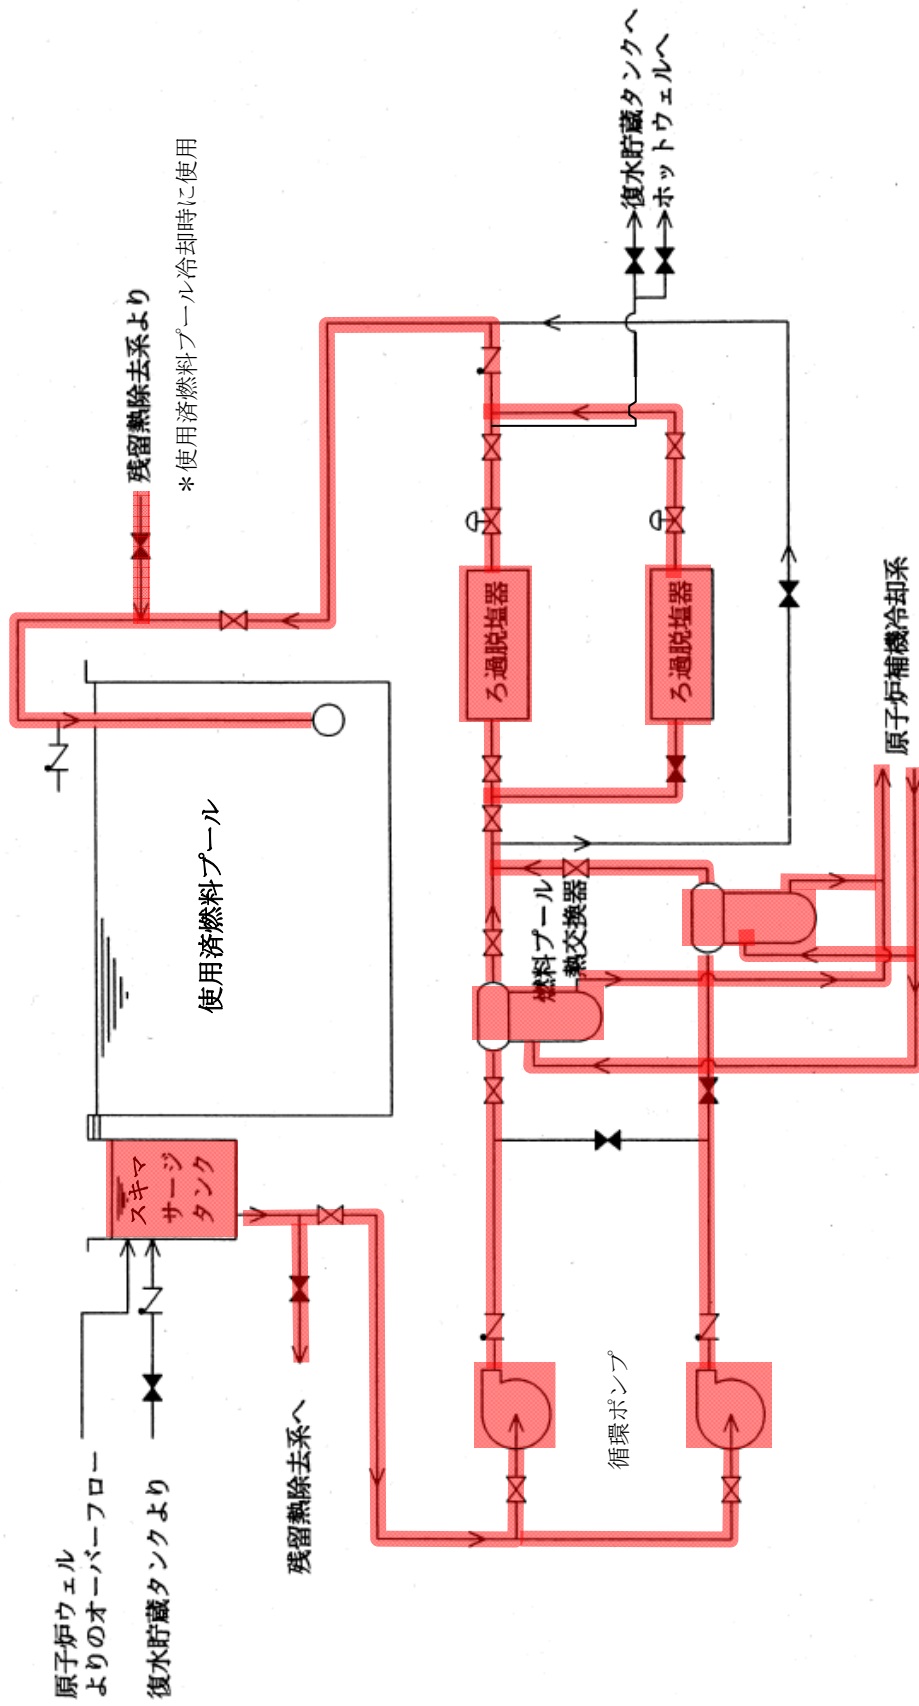 原子炉ウェル
よりのオーバーフロー
復水貯蔵タンクより
スキマ
サージ
タンク
残留熱除去系へ
使用済燃料プール
残留熱除去系より
＊使用済燃料プール冷却時に使用
循環ポンプ
燃料プール
熱交換器
ろ過脱塩器
ろ過脱塩器
復水貯蔵タンクへ
ホットウェルへ
原子炉補機冷却系